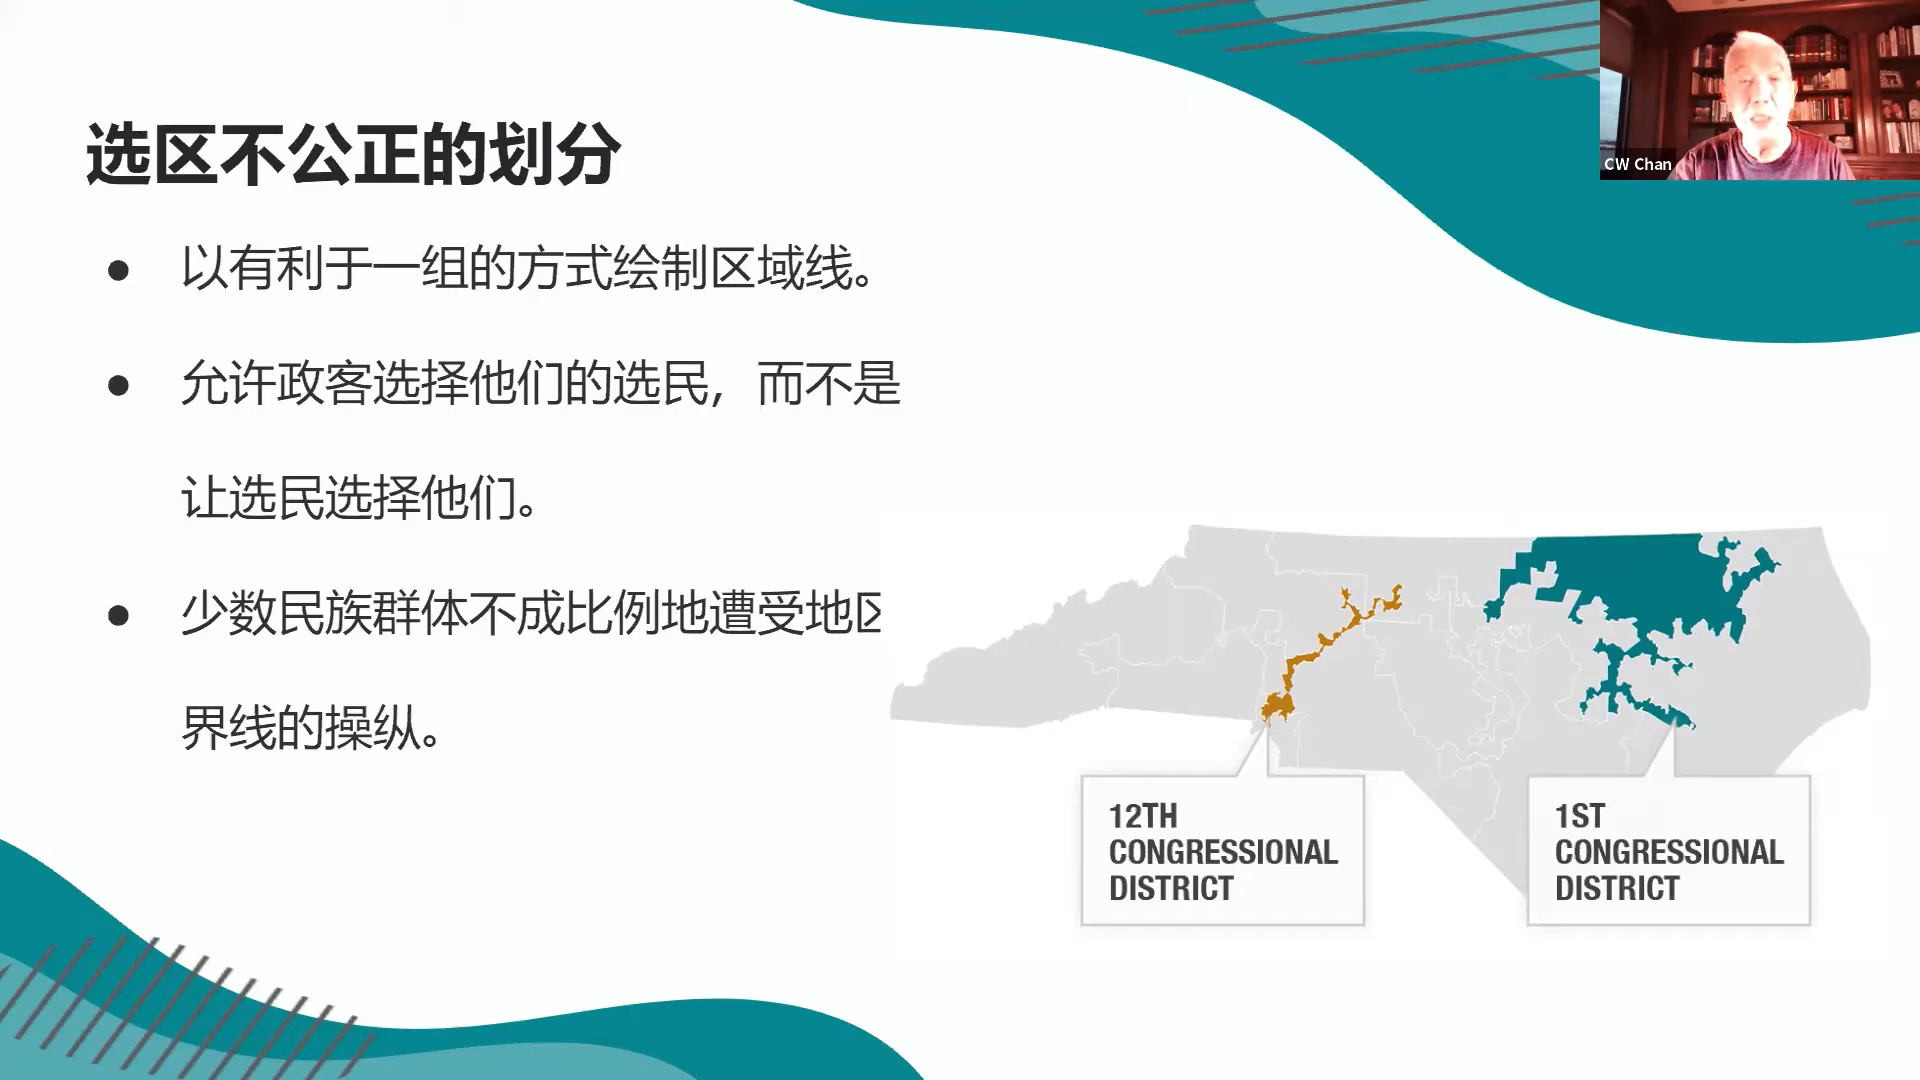 选区不公正的划分
● 以有利于一组的方式绘制区域线。
● 允许政客选择他们的选民，而不是
让选民选择他们。
● 少数民族群体不成比例地遭受地区
界线的操纵。
12TH
CONGRESSIONAL
DISTRICT
1ST
CONGRESSIONAL
DISTRICT
CW Chan